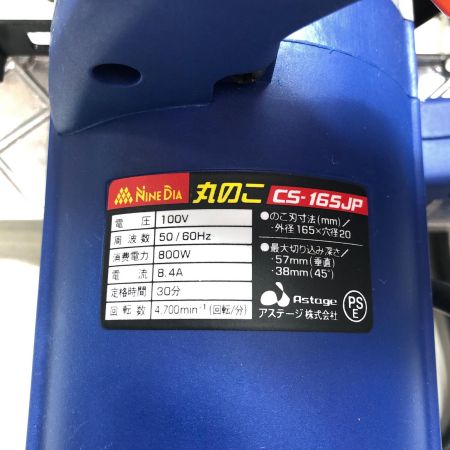 NINE DIA 丸のこ CS-165JP
電圧 100V
周波数 50/60Hz
消費電力 800W
電流 8.4A
定格時間 30分
回転数 4,700min⁻¹(回転/分)
●のこ刃寸法(mm)/
・外径165×穴径20
●最大切り込み深さ/
・57mm(垂直)
・38mm(45°)
Astage
アステージ株式会社
PS
E